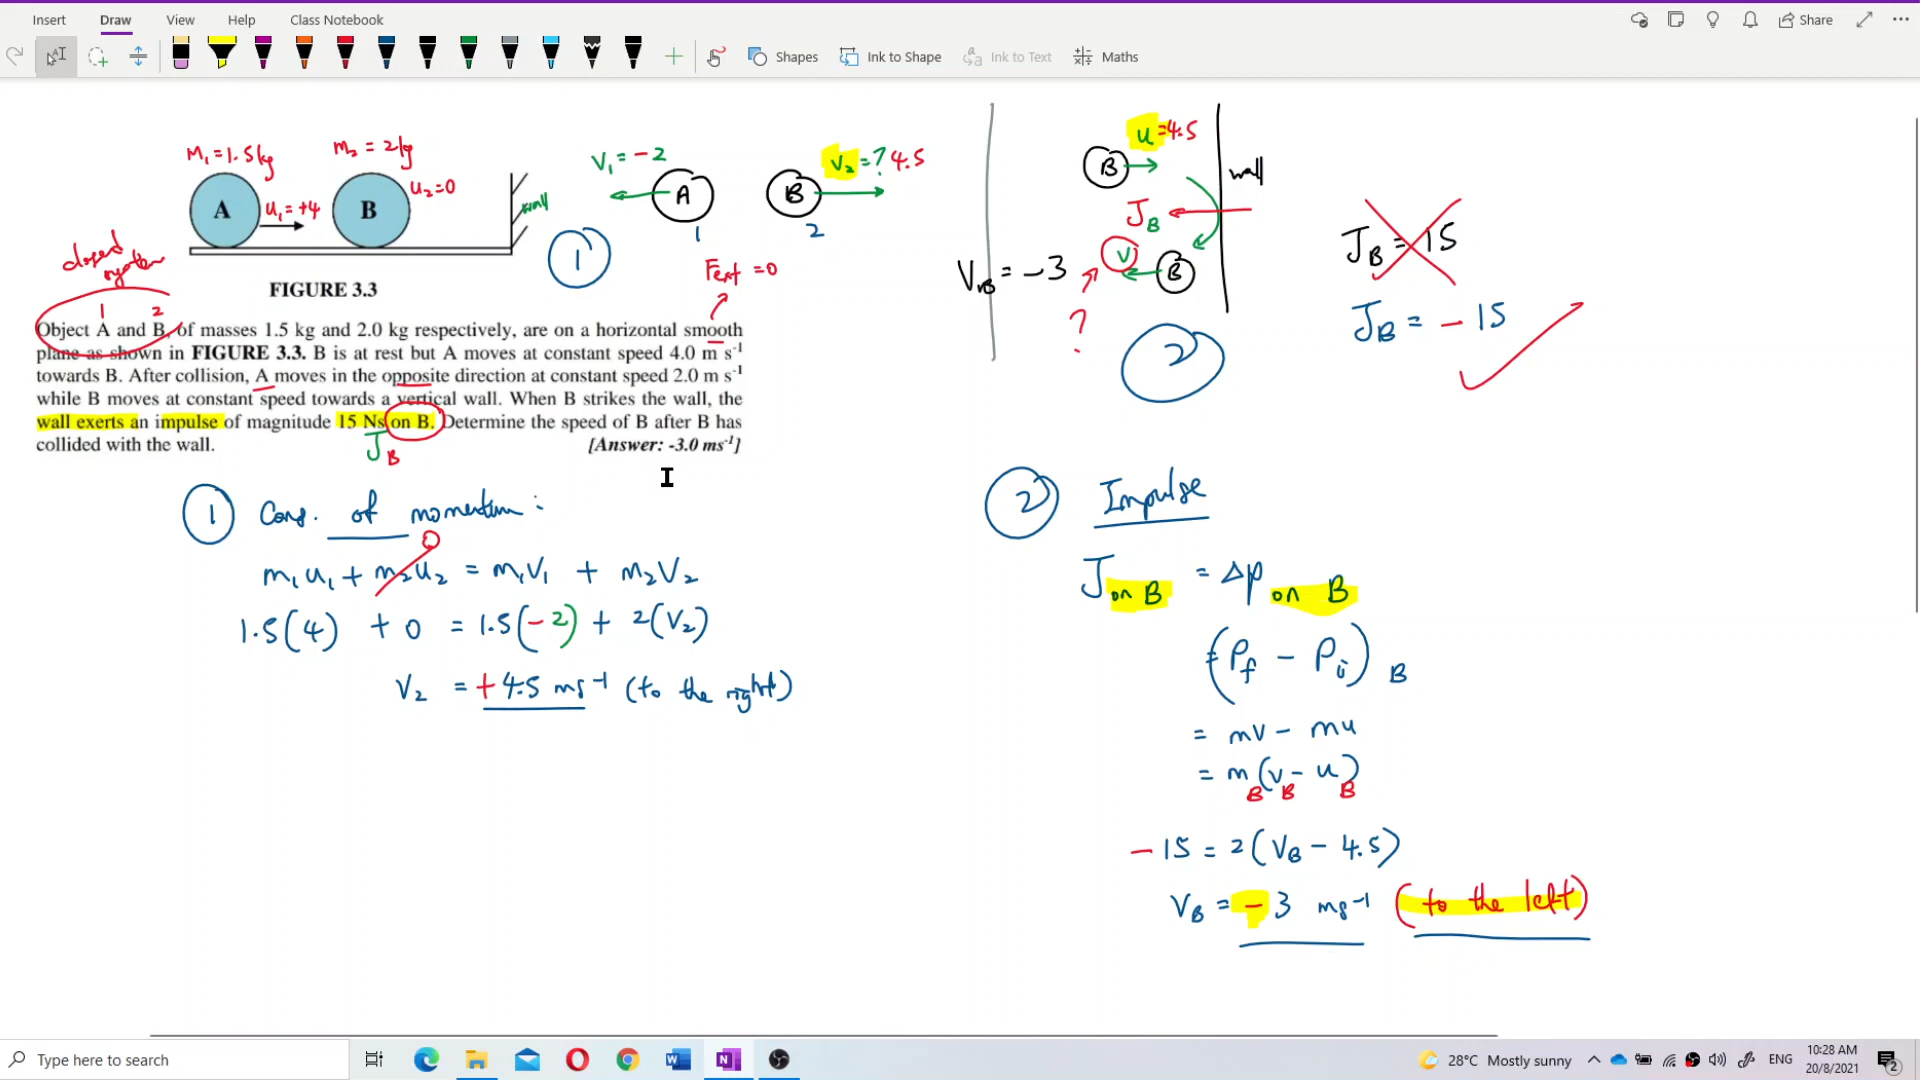 Insert Draw View Help Class Notebook Share
Shapes Ink to Shape Ink to Text Maths
M₁ = 1.5kg
m₂ = 2kg
A
u₁ = +4
B
u₂ = 0
wall
closed system
FIGURE 3.3
V₁ = -2
A
1
B
2
V₂ = ? 4.5
1
Fext = 0
1 2
Object A and B, of masses 1.5 kg and 2.0 kg respectively, are on a horizontal smooth
plane as shown in FIGURE 3.3. B is at rest but A moves at constant speed 4.0 m s⁻¹
towards B. After collision, A moves in the opposite direction at constant speed 2.0 m s⁻¹
while B moves at constant speed towards a vertical wall. When B strikes the wall, the
wall exerts an impulse of magnitude 15 Ns on B. Determine the speed of B after B has
collided with the wall. [Answer: -3.0 ms⁻¹]
J_B
1 Cons. of momentum:
0
m₁u₁ + m₂u₂ = m₁V₁ + m₂V₂
1.5(4) + 0 = 1.5(-2) + 2(V₂)
V₂ = +4.5 ms⁻¹ (to the right)
u = 4.5
B
wall
J_B
V
B
= -3
?
2
J_B = 15
J_B = -15
2 Impulse
J on B = Δp on B
= (P_f - P_i)_B
= mv - mu
= m_B(v_B - u_B)
-15 = 2(V_B - 4.5)
V_B = -3 ms⁻¹ (to the left)
Type here to search
28°C Mostly sunny ENG 10:28 AM
20/8/2021
2